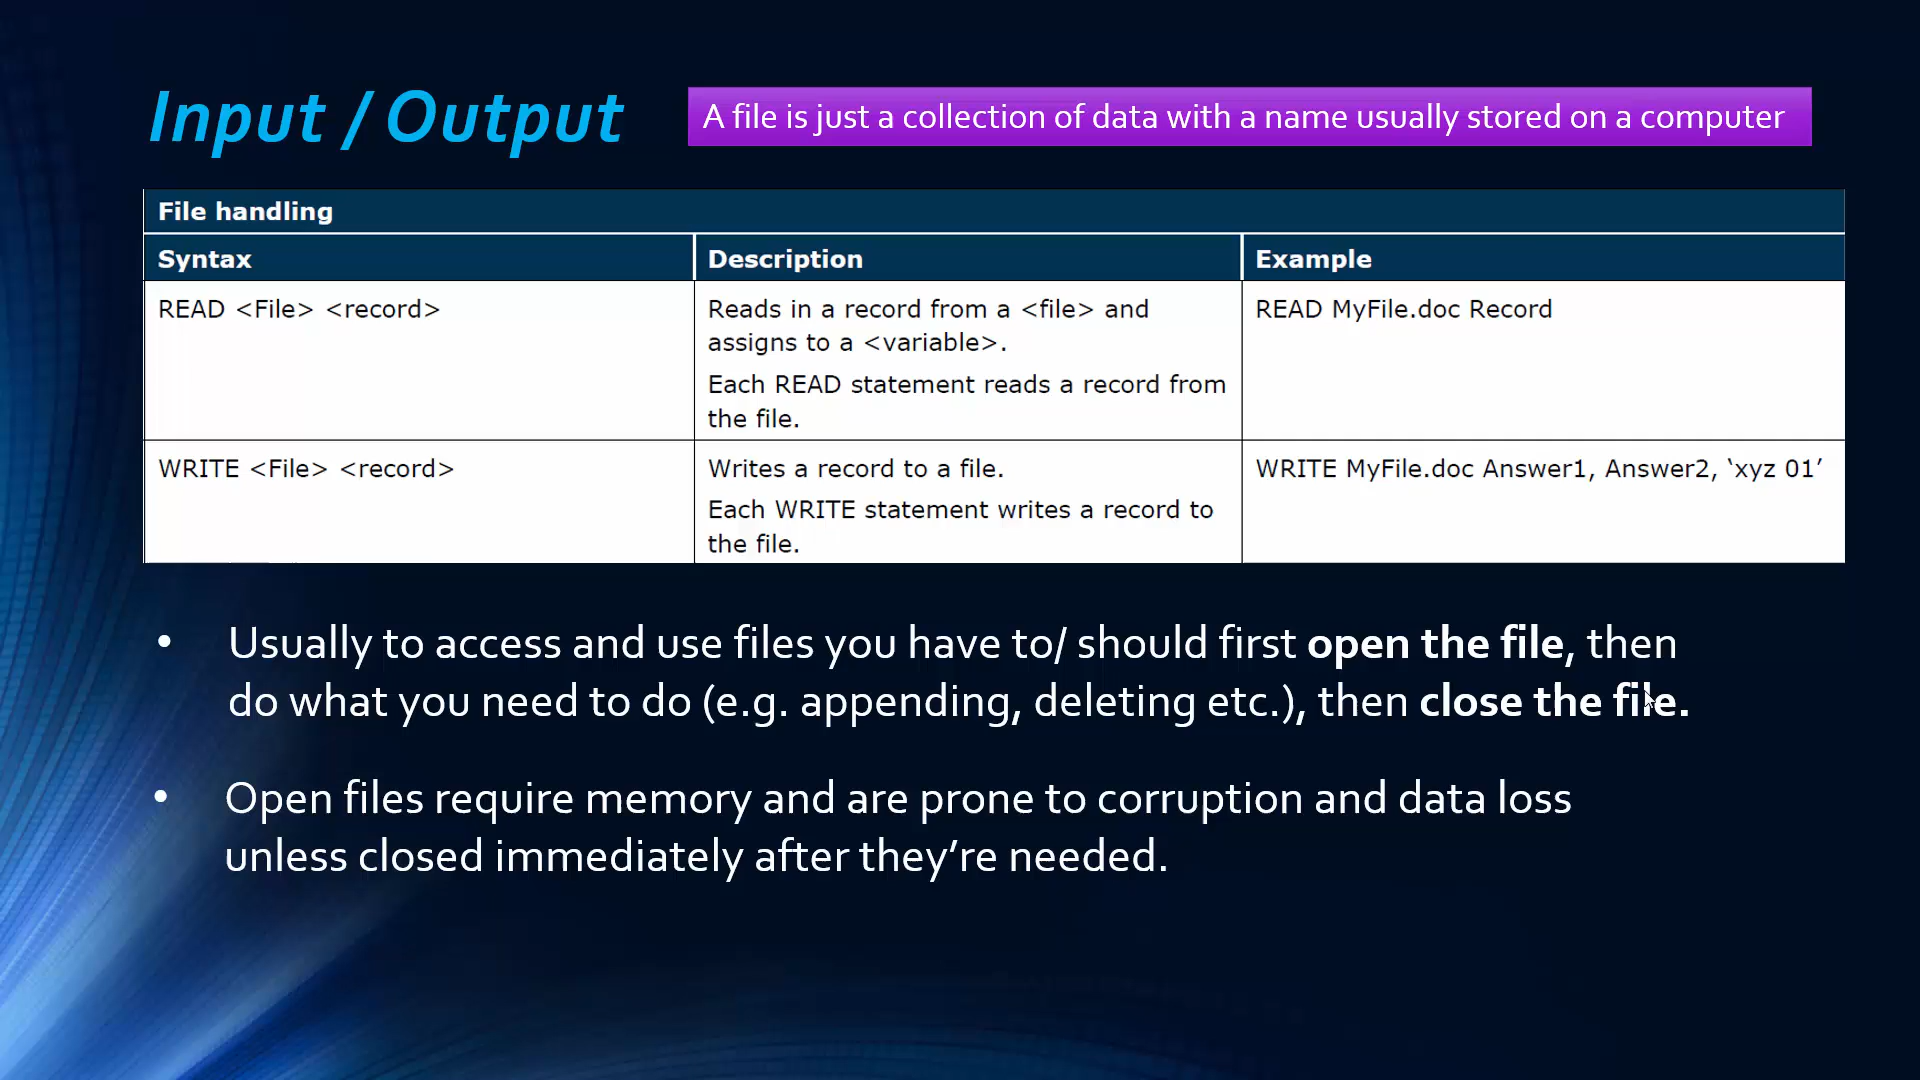 Input / Output
A file is just a collection of data with a name usually stored on a computer
File handling
Syntax
Description
Example
READ <File> <record>
Reads in a record from a <file> and
assigns to a <variable>.
Each READ statement reads a record from
the file.
READ MyFile.doc Record
WRITE <File> <record>
Writes a record to a file.
Each WRITE statement writes a record to
the file.
WRITE MyFile.doc Answer1, Answer2, ‘xyz 01’
• Usually to access and use files you have to/ should first open the file, then
do what you need to do (e.g. appending, deleting etc.), then close the file.
• Open files require memory and are prone to corruption and data loss
unless closed immediately after they’re needed.